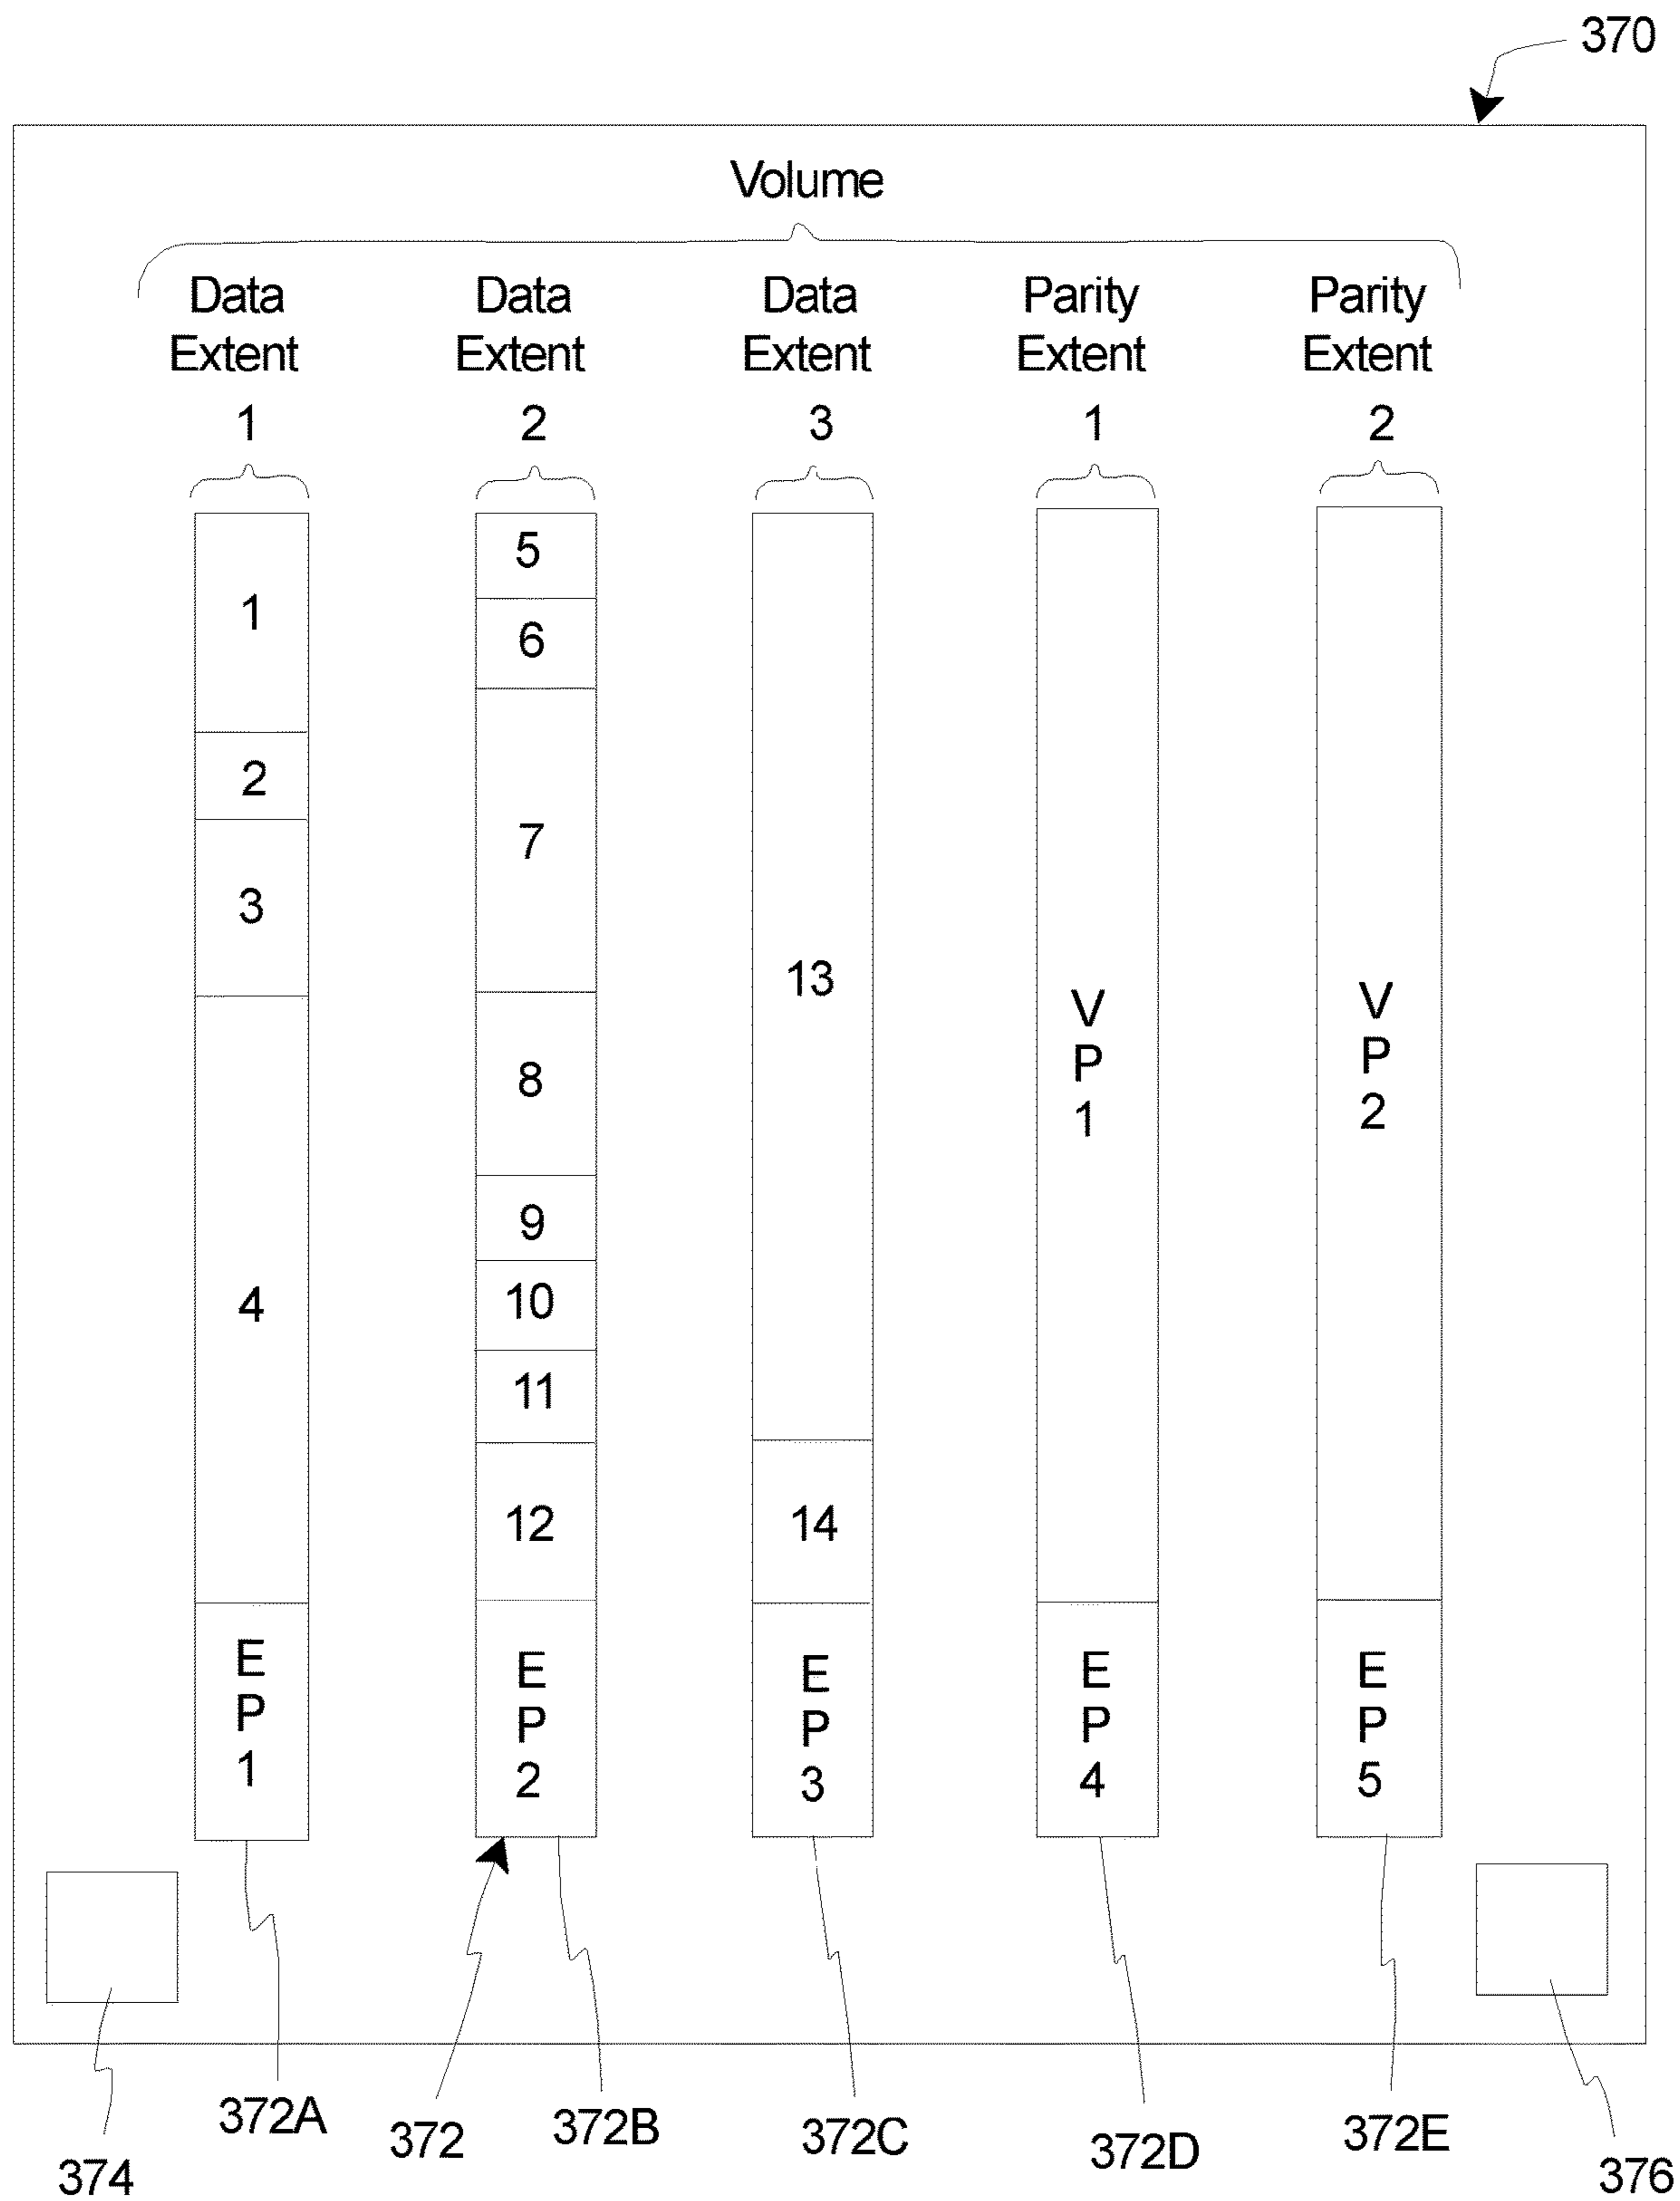 370
Volume
Data
Extent
1
Data
Extent
2
Data
Extent
3
Parity
Extent
1
Parity
Extent
2
1
2
3
4
E
P
1
5
6
7
8
9
10
11
12
E
P
2
13
14
E
P
3
V
P
1
E
P
4
V
P
2
E
P
5
374
372A
372
372B
372C
372D
372E
376